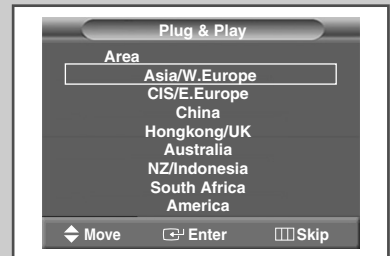 Plug & Play
Area
Asia/W.Europe
CIS/E.Europe
China
Hongkong/UK
Australia
NZ/Indonesia
South Africa
America
Move Enter Skip